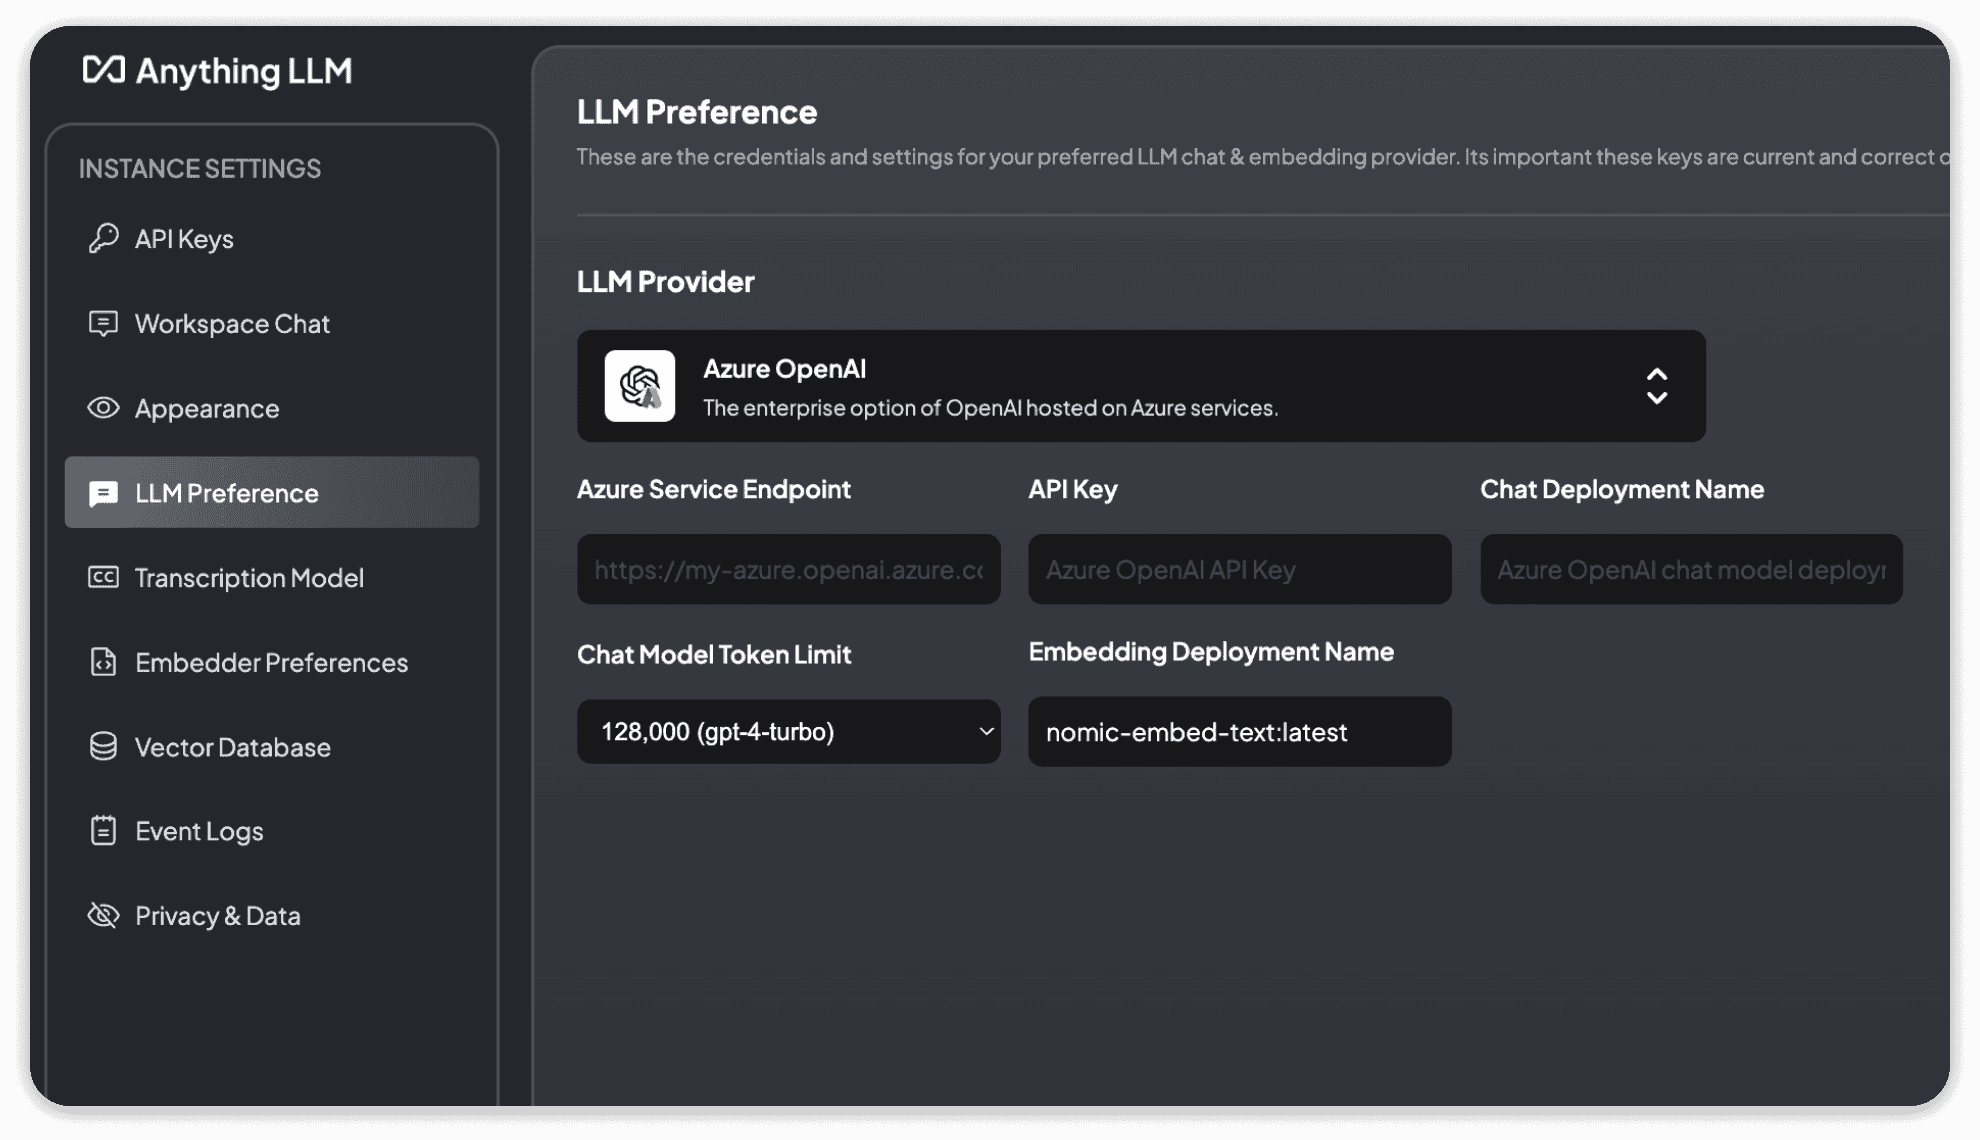 Anything LLM
INSTANCE SETTINGS
API Keys
Workspace Chat
Appearance
LLM Preference
Transcription Model
Embedder Preferences
Vector Database
Event Logs
Privacy & Data
LLM Preference
These are the credentials and settings for your preferred LLM chat & embedding provider. Its important these keys are current and correct
LLM Provider
Azure OpenAI
The enterprise option of OpenAI hosted on Azure services.
Azure Service Endpoint
API Key
Chat Deployment Name
https://my-azure.openai.azure.co
Azure OpenAI API Key
Azure OpenAI chat model
Chat Model Token Limit
Embedding Deployment Name
128,000 (gpt-4-turbo)
nomic-embed-text:latest